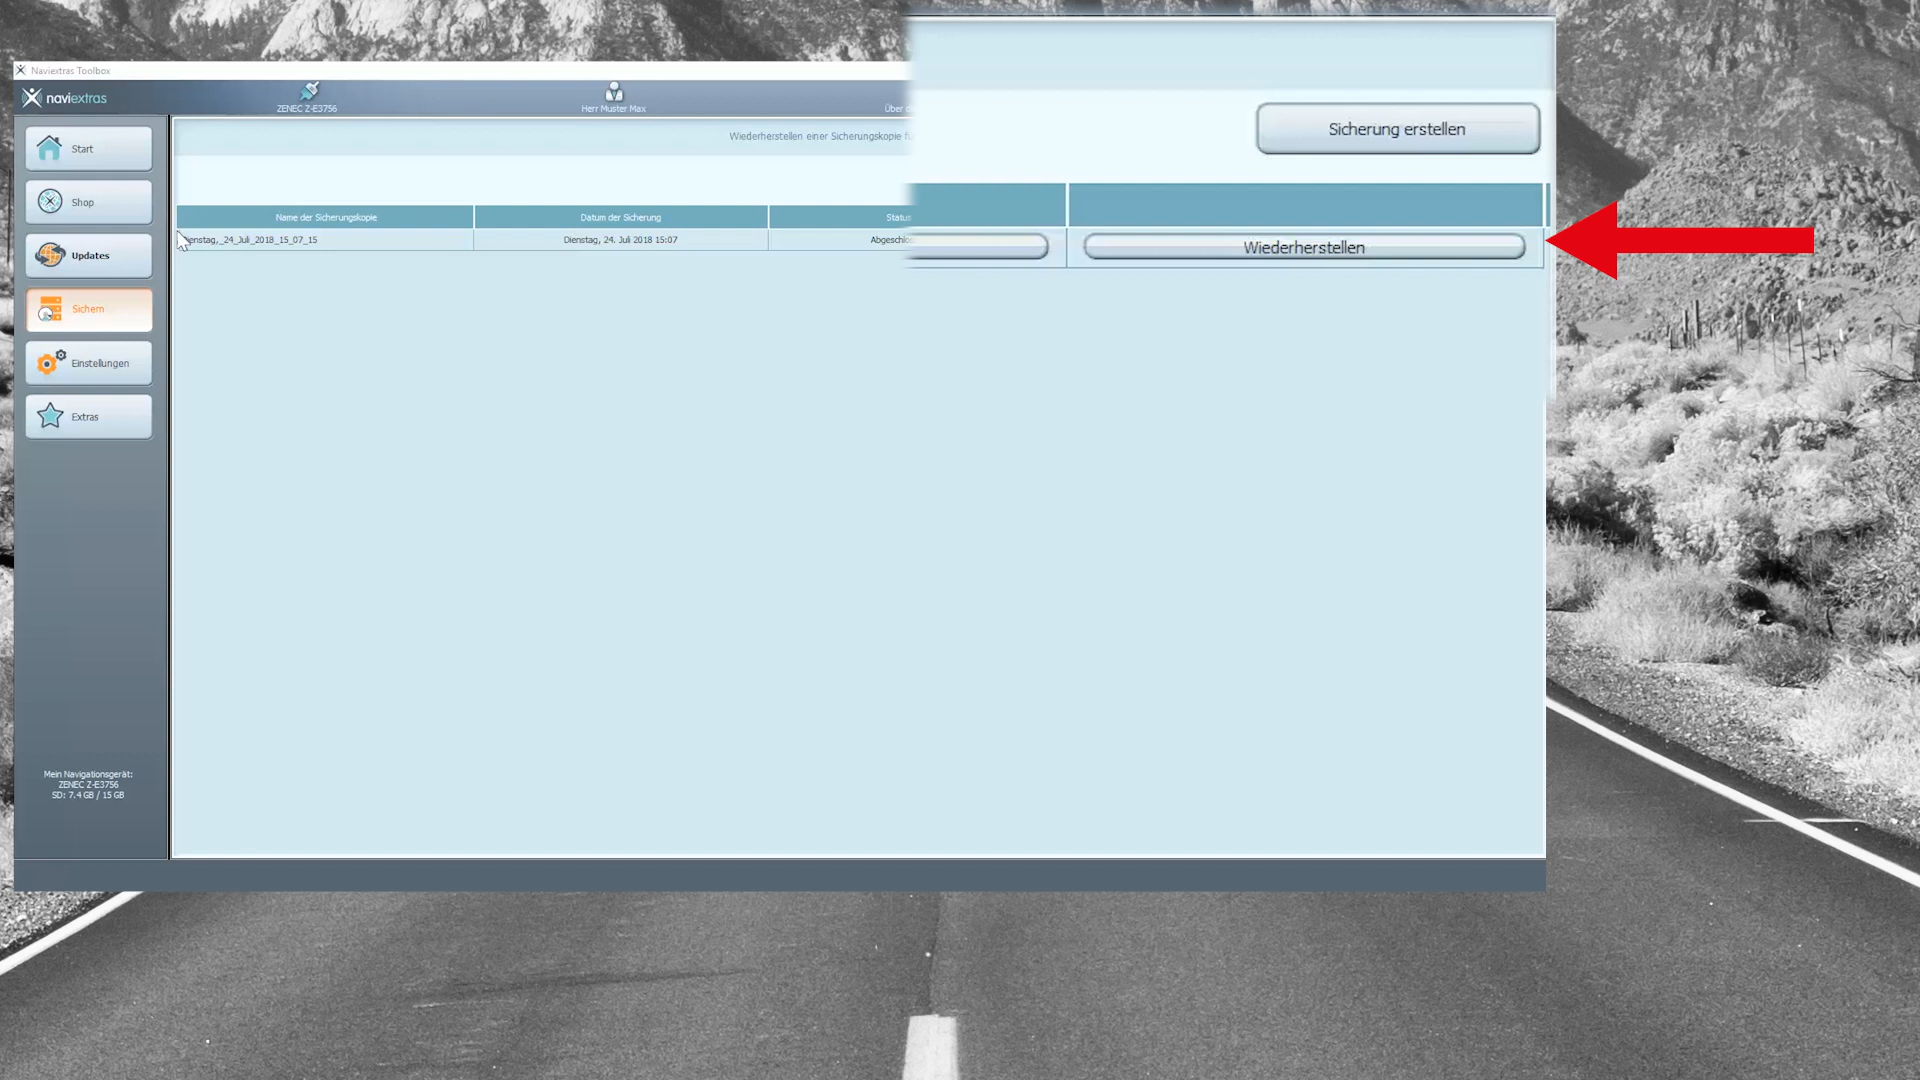 Naviextras Toolbox
naviextras
ZENEC Z-E3756
Herr Muster Max
Über
Start
Shop
Updates
Sichern
Einstellungen
Extras
Wiederherstellen einer Sicherungskopie
Sicherung erstellen
Name der Sicherungskopie
Datum der Sicherung
Status
ienstag,_24_Juli_2018_15_07_15
Dienstag, 24. Juli 2018 15:07
Wiederherstellen
Mein Navigationsgerät:
ZENEC Z-E3756
SD: 7.4 GB / 15 GB